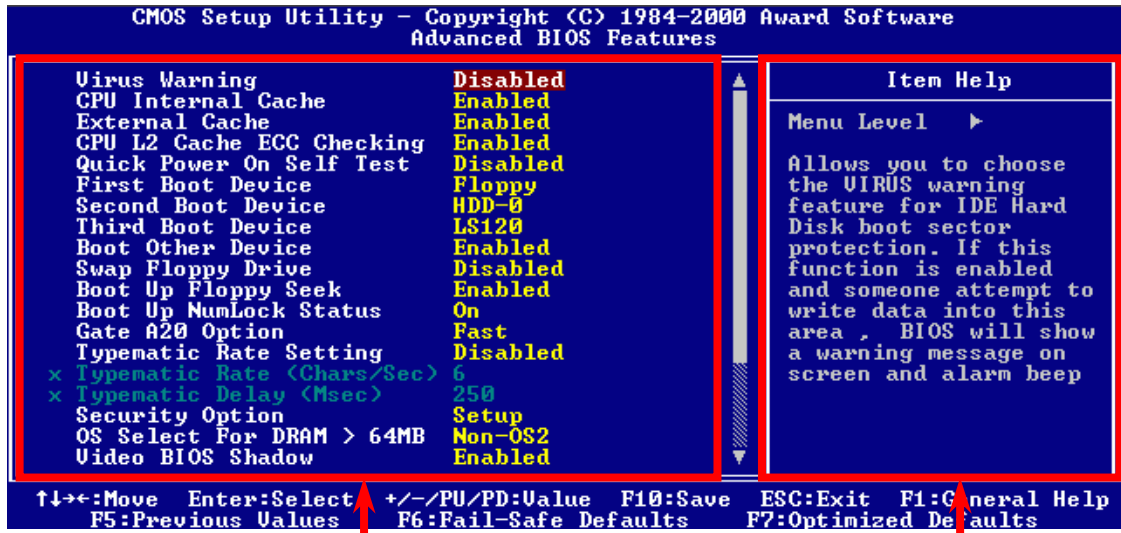 CMOS Setup Utility – Copyright (C) 1984–2000 Award Software
Advanced BIOS Features
Virus Warning Disabled
CPU Internal Cache Enabled
External Cache Enabled
CPU L2 Cache ECC Checking Enabled
Quick Power On Self Test Disabled
First Boot Device Floppy
Second Boot Device HDD-0
Third Boot Device LS120
Boot Other Device Enabled
Swap Floppy Drive Disabled
Boot Up Floppy Seek Enabled
Boot Up NumLock Status On
Gate A20 Option Fast
Typematic Rate Setting Disabled
x Typematic Rate (Chars/Sec) 6
x Typematic Delay (Msec) 250
Security Option Setup
OS Select For DRAM > 64MB Non-OS2
Video BIOS Shadow Enabled
Item Help
Menu Level ▶
Allows you to choose
the VIRUS warning
feature for IDE Hard
Disk boot sector
protection. If this
function is enabled
and someone attempt to
write data into this
area , BIOS will show
a warning message on
screen and alarm beep
↑↓→←:Move Enter:Select +/-/PU/PD:Value F10:Save ESC:Exit F1:General Help
F5:Previous Values F6:Fail-Safe Defaults F7:Optimized Defaults